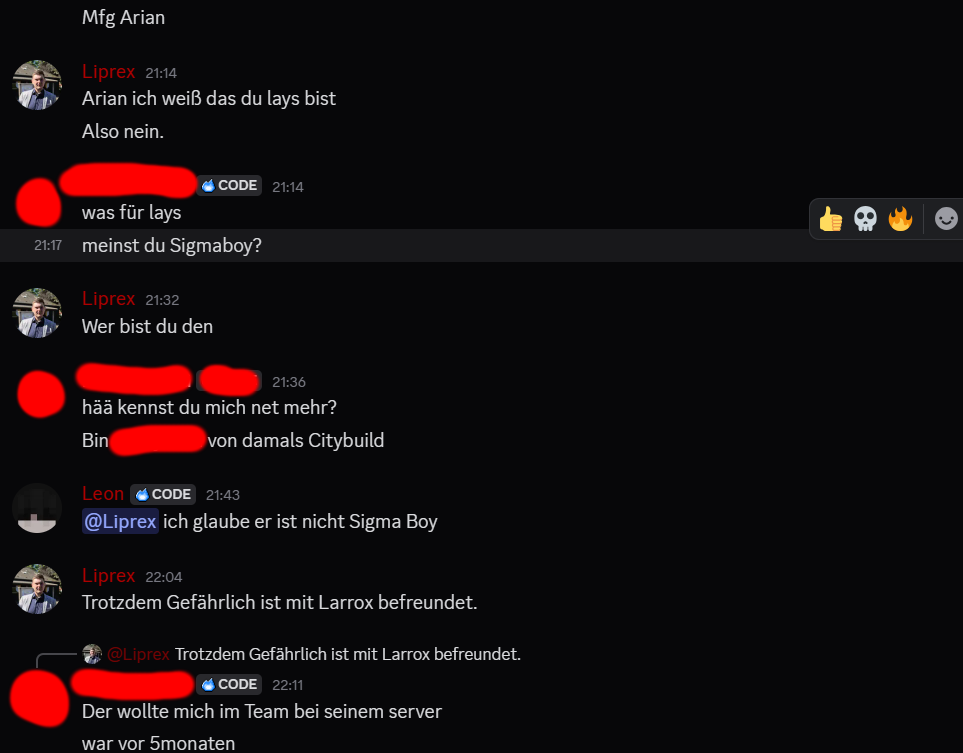 Mfg Arian
Liprex 21:14
Arian ich weiß das du lays bist
Also nein.
CODE 21:14
was für lays
21:17 meinst du Sigmaboy?
Liprex 21:32
Wer bist du den
21:36
hää kennst du mich net mehr?
Bin von damals Citybuild
Leon CODE 21:43
@Liprex ich glaube er ist nicht Sigma Boy
Liprex 22:04
Trotzdem Gefährlich ist mit Larrox befreundet.
@Liprex Trotzdem Gefährlich ist mit Larrox befreundet.
CODE 22:11
Der wollte mich im Team bei seinem server
war vor 5monaten